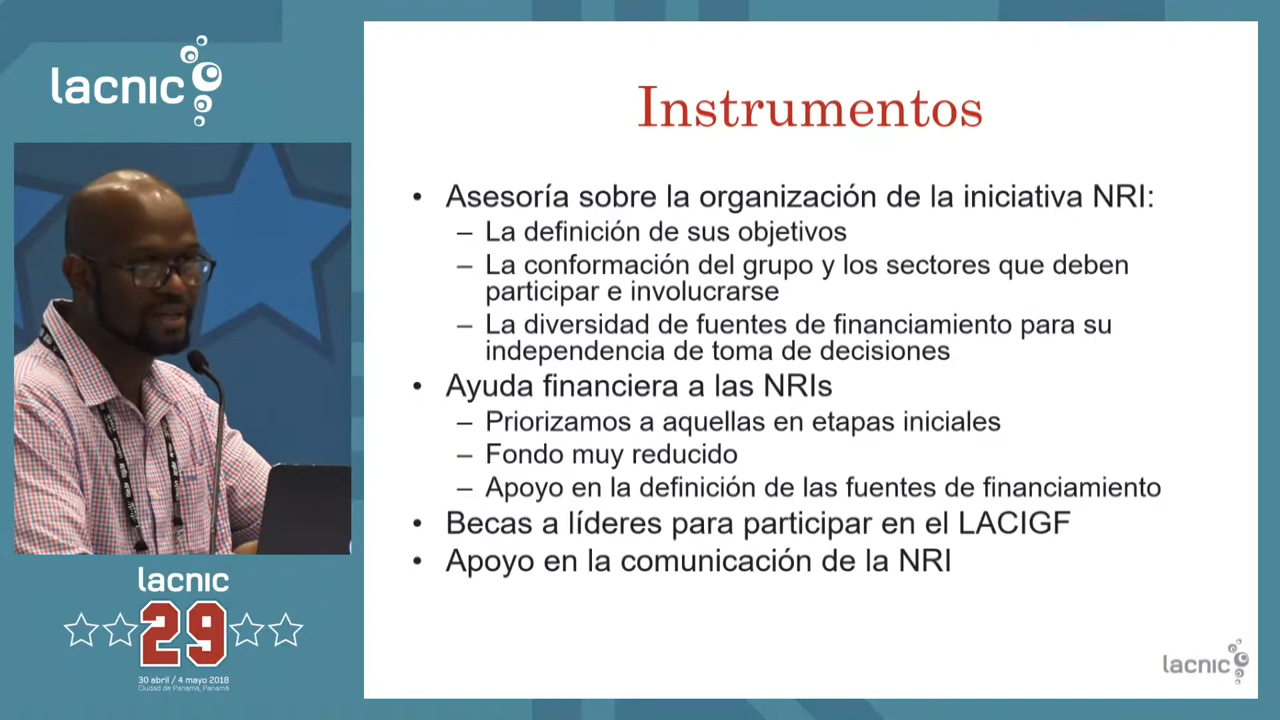 lacnic
Instrumentos
• Asesoría sobre la organización de la iniciativa NRI:
– La definición de sus objetivos
– La conformación del grupo y los sectores que deben
participar e involucrarse
– La diversidad de fuentes de financiamiento para su
independencia de toma de decisiones
• Ayuda financiera a las NRIs
– Priorizamos a aquellas en etapas iniciales
– Fondo muy reducido
– Apoyo en la definición de las fuentes de financiamiento
• Becas a líderes para participar en el LACIGF
• Apoyo en la comunicación de la NRI
lacnic
29
30 abril / 4 mayo 2018
Ciudad de Panamá, Panamá
lacnic